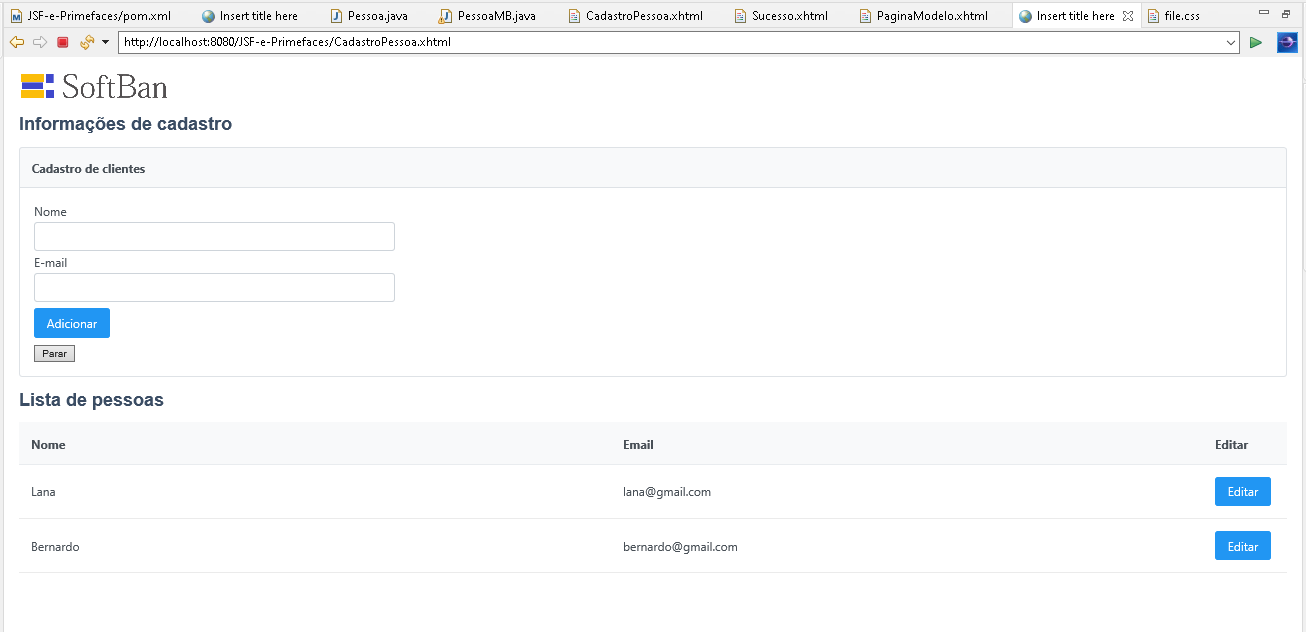 JSF-e-Primefaces/pom.xml Insert title here Pessoa.java PessoaMB.java CadastroPessoa.xhtml Sucesso.xhtml PaginaModelo.xhtml Insert title here file.css
http://localhost:8080/JSF-e-Primefaces/CadastroPessoa.xhtml
SoftBan
Informações de cadastro
Cadastro de clientes
Nome
E-mail
Adicionar
Parar
Lista de pessoas
Nome Email Editar
Lana lana@gmail.com Editar
Bernardo bernardo@gmail.com Editar